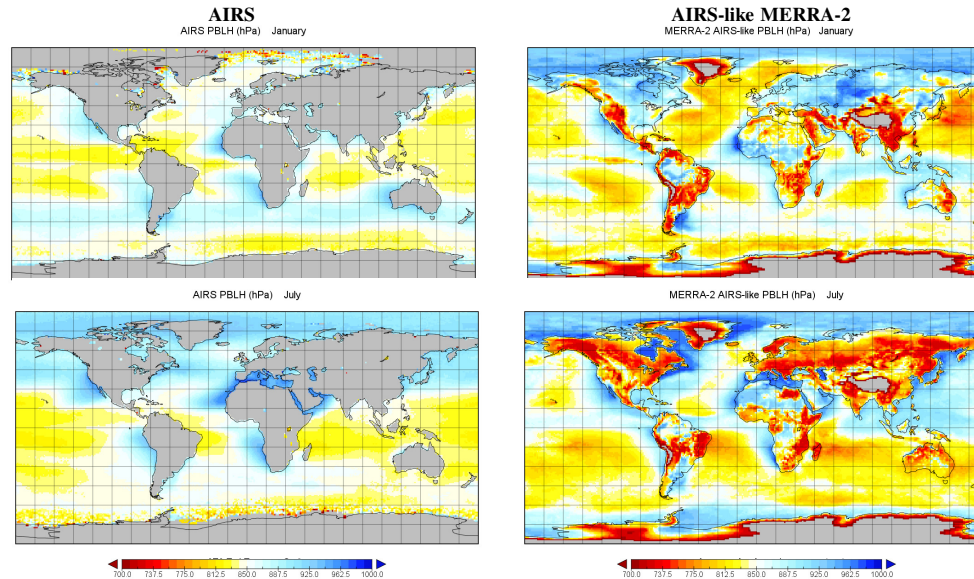 AIRS
AIRS-like MERRA-2
AIRS PBLH (hPa) January
MERRA-2 AIRS-like PBLH (hPa) January
AIRS PBLH (hPa) July
MERRA-2 AIRS-like PBLH (hPa) July
700.0 737.5 775.0 812.5 850.0 887.5 925.0 962.5 1000.0
700.0 737.5 775.0 812.5 850.0 887.5 925.0 962.5 1000.0